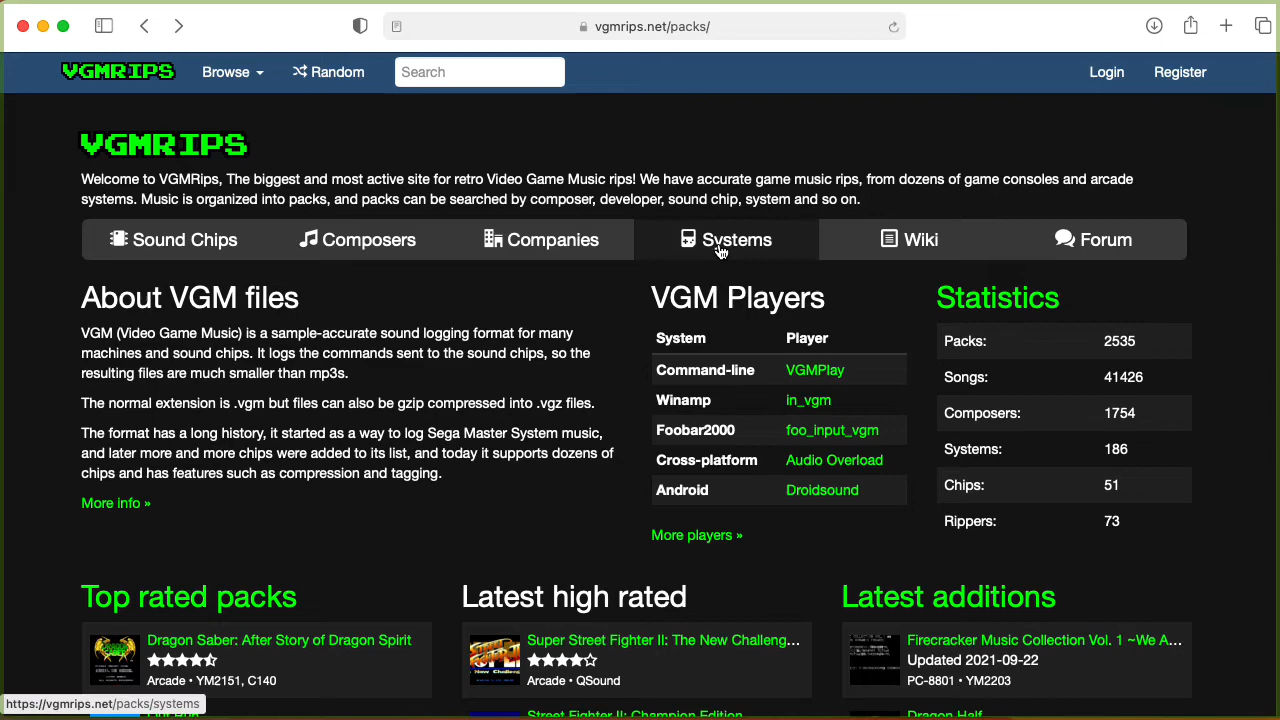 vgmrips.net/packs/
VGMRIPS
Browse
Random
Search
Login
Register
VGMRIPS
Welcome to VGMRips, The biggest and most active site for retro Video Game Music rips! We have accurate game music rips, from dozens of game consoles and arcade
systems. Music is organized into packs, and packs can be searched by composer, developer, sound chip, system and so on.
Sound Chips
Composers
Companies
Systems
Wiki
Forum
About VGM files
VGM (Video Game Music) is a sample-accurate sound logging format for many
machines and sound chips. It logs the commands sent to the sound chips, so the
resulting files are much smaller than mp3s.
The normal extension is .vgm but files can also be gzip compressed into .vgz files.
The format has a long history, it started as a way to log Sega Master System music,
and later more and more chips were added to its list, and today it supports dozens of
chips and has features such as compression and tagging.
More info »
VGM Players
System Player
Command-line VGMPlay
Winamp in_vgm
Foobar2000 foo_input_vgm
Cross-platform Audio Overload
Android Droidsound
More players »
Statistics
Packs: 2535
Songs: 41426
Composers: 1754
Systems: 186
Chips: 51
Rippers: 73
Top rated packs
Dragon Saber: After Story of Dragon Spirit
Arcade • YM2151, C140
Latest high rated
Super Street Fighter II: The New Challeng...
Arcade • QSound
Street Fighter II: Champion Edition
Latest additions
Firecracker Music Collection Vol. 1 ~We A...
Updated 2021-09-22
PC-8801 • YM2203
Dragon Half
https://vgmrips.net/packs/systems